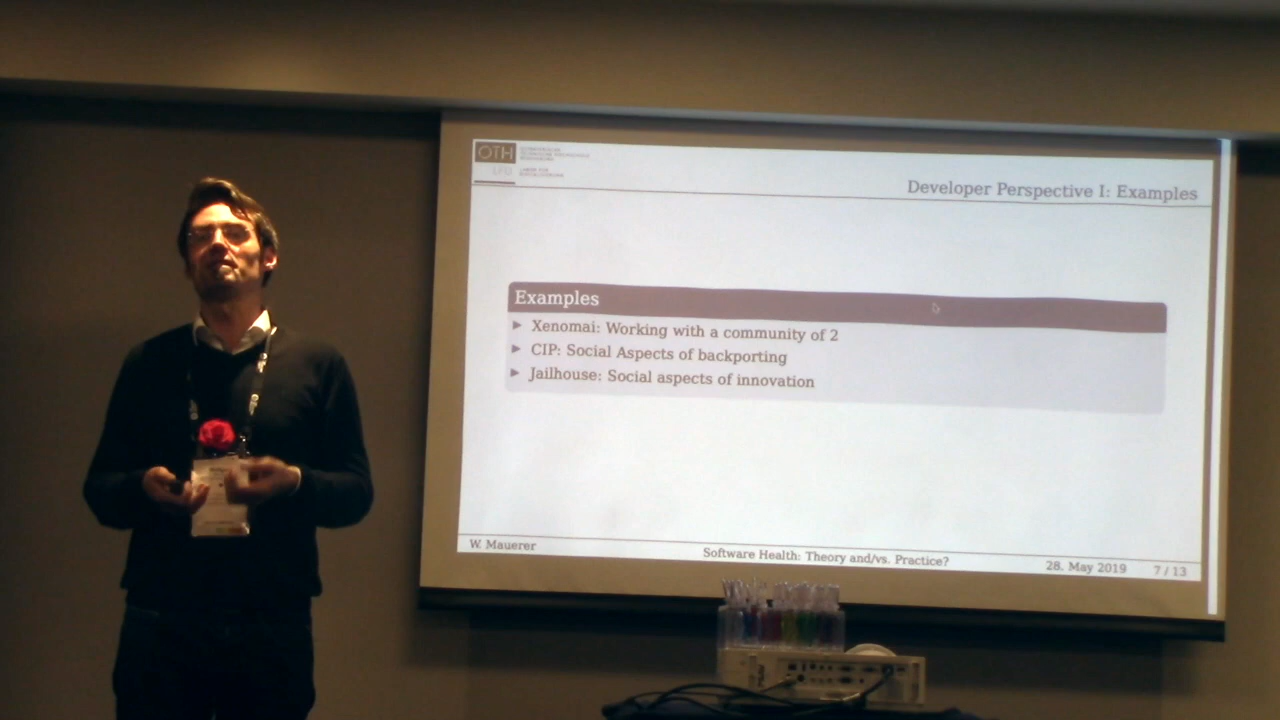 OTH
Developer Perspective I: Examples
Examples
Xenomai: Working with a community of 2
CIP: Social Aspects of backporting
Jailhouse: Social aspects of innovation
W. Mauerer
Software Health: Theory and/vs. Practice?
28. May 2019
7 / 13